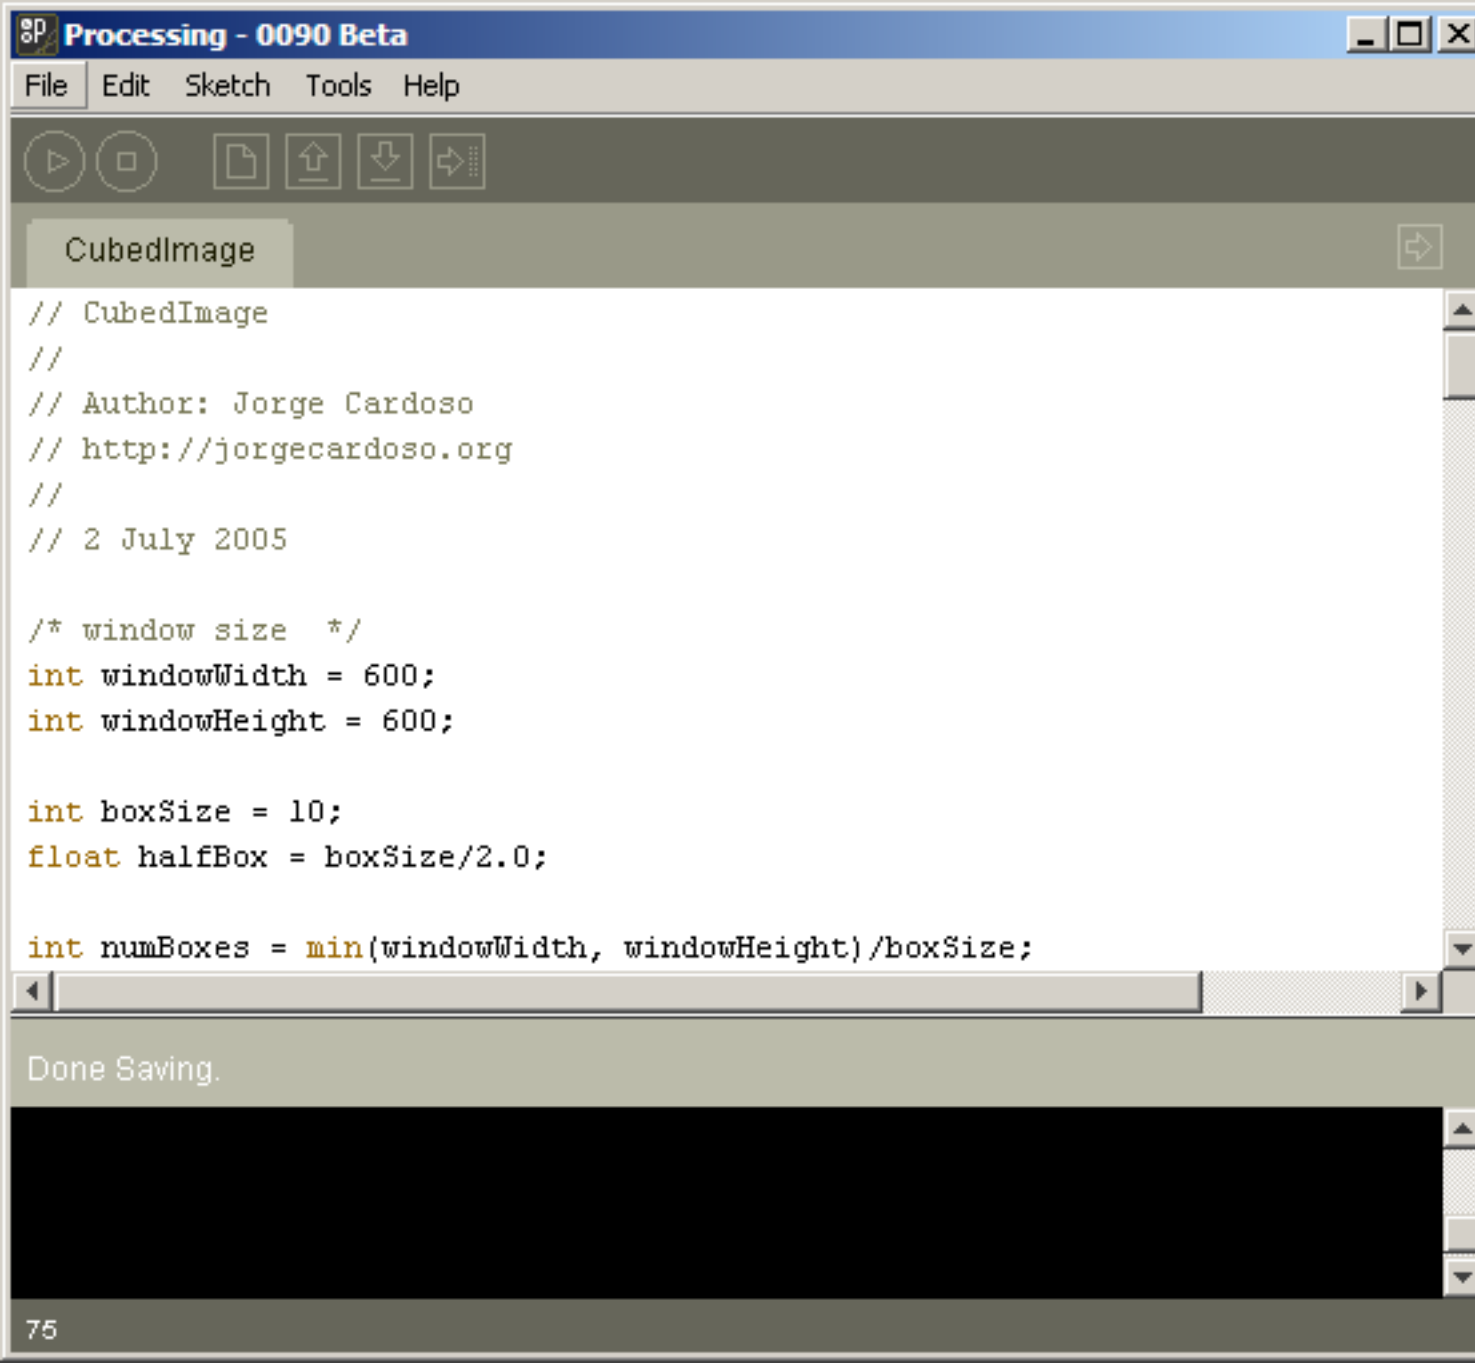 Processing - 0090 Beta
File Edit Sketch Tools Help
CubedImage
// CubedImage
//
// Author: Jorge Cardoso
// http://jorgecardoso.org
//
// 2 July 2005
/* window size  */
int windowWidth = 600;
int windowHeight = 600;
int boxSize = 10;
float halfBox = boxSize/2.0;
int numBoxes = min(windowWidth, windowHeight)/boxSize;
Done Saving.
75